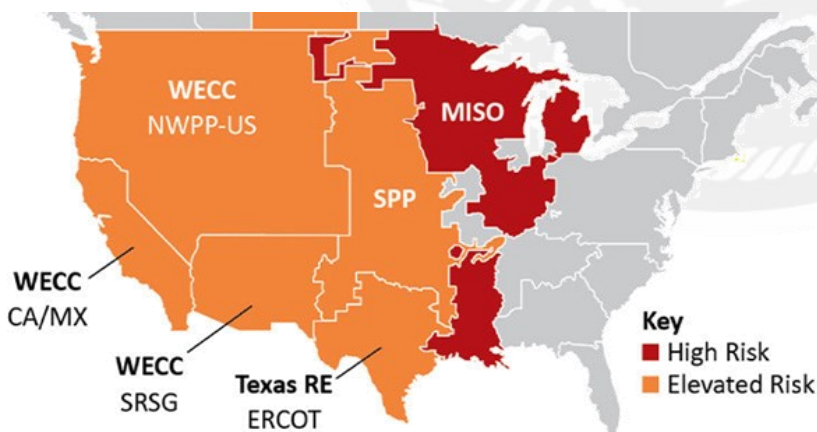 WECC
NWPP-US
MISO
SPP
WECC
CA/MX
WECC
SRSG
Texas RE
ERCOT
Key
High Risk
Elevated Risk